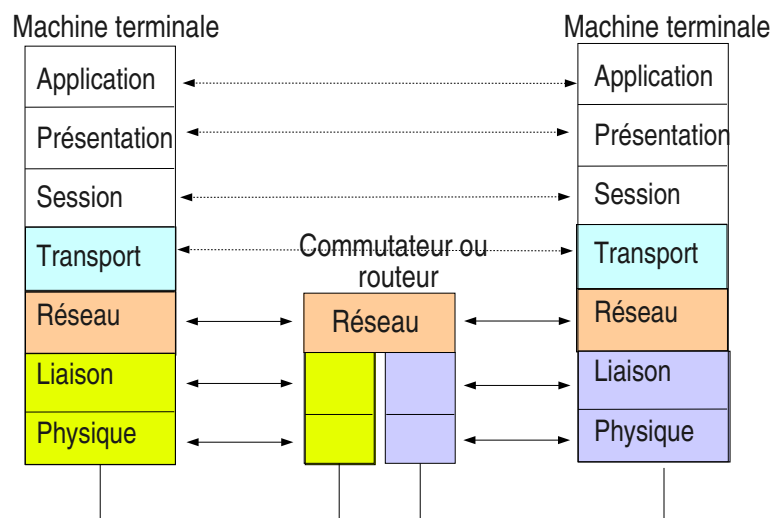 Machine terminale
Application
Présentation
Session
Transport
Réseau
Liaison
Physique
Commutateur ou
routeur
Réseau
Machine terminale
Application
Présentation
Session
Transport
Réseau
Liaison
Physique